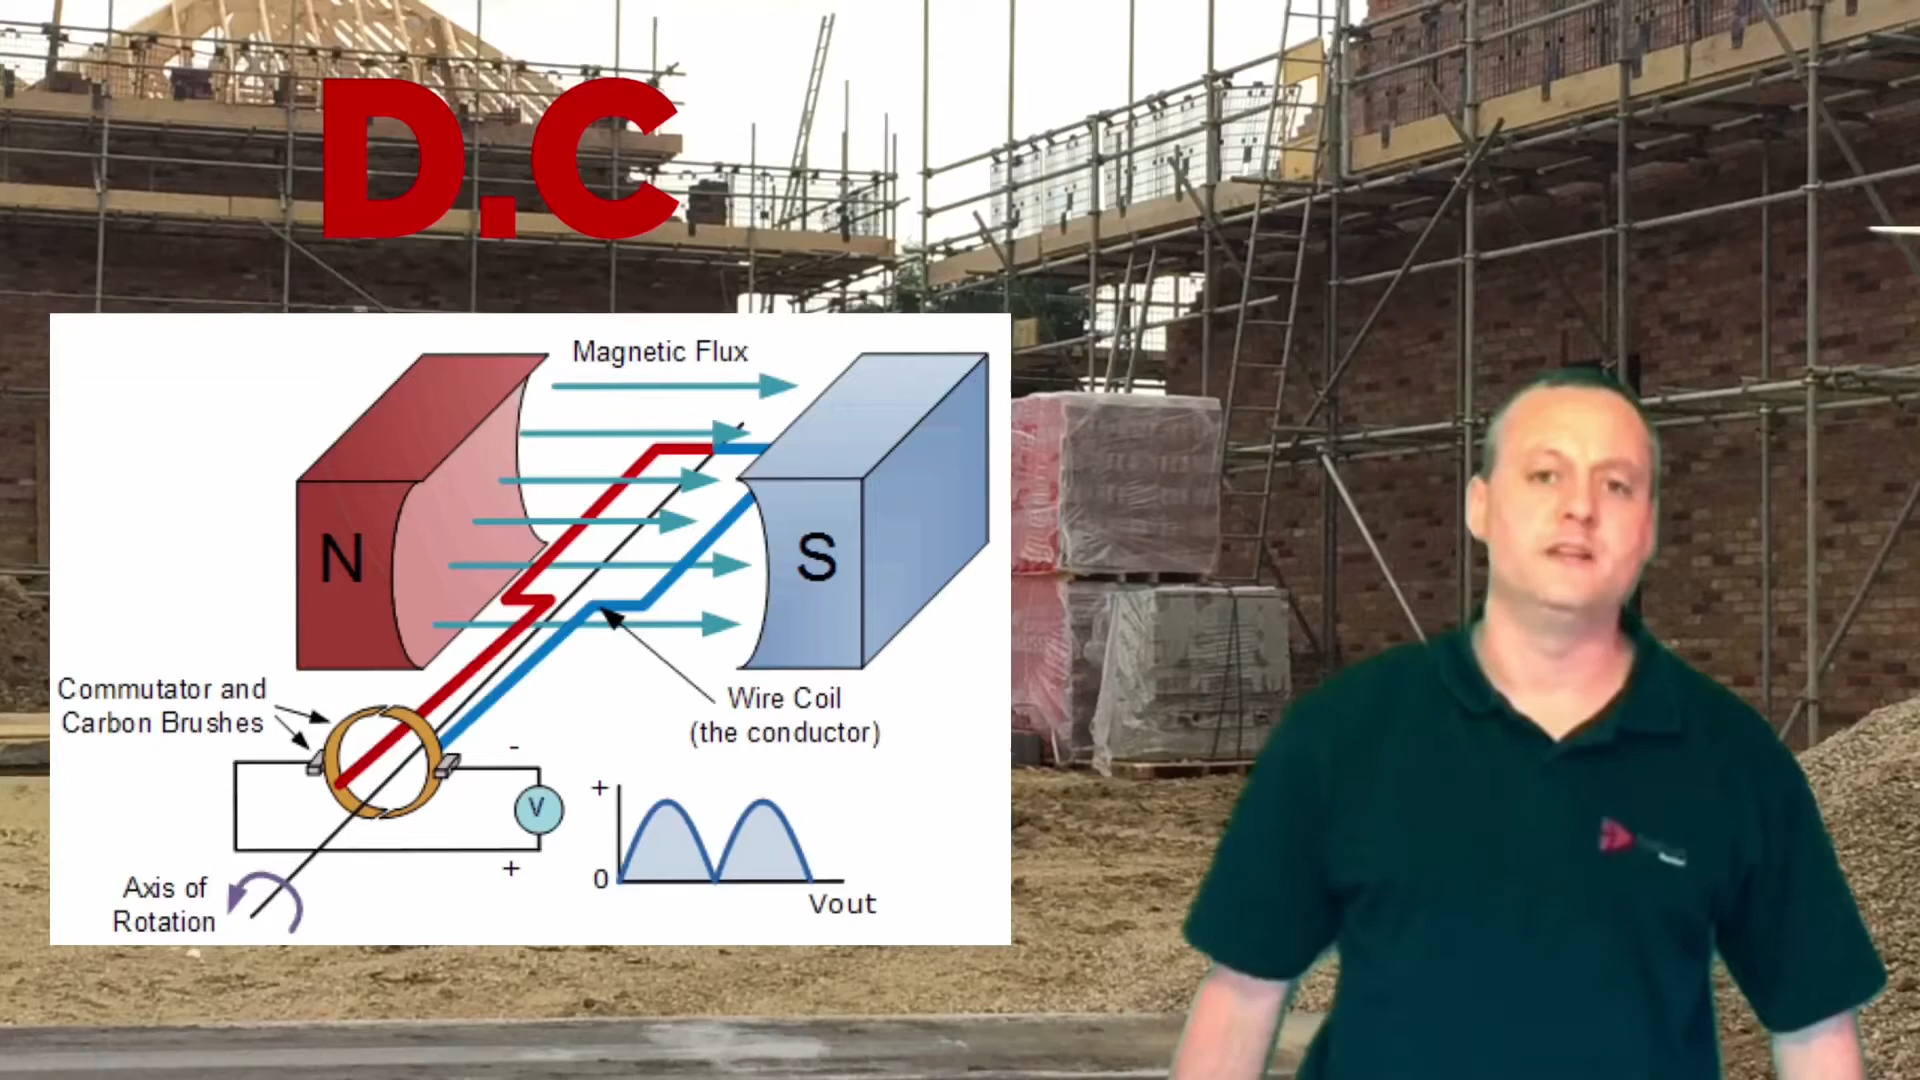 D.C
Magnetic Flux
N
S
Commutator and
Carbon Brushes
Wire Coil
(the conductor)
-
V
+
+
0
Vout
Axis of
Rotation